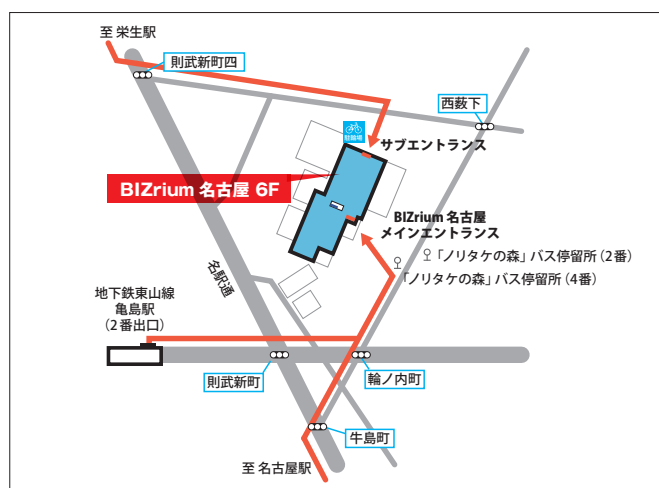 至 栄生駅
則武新町四
西薮下
駐輪場
サブエントランス
BIZrium 名古屋 6F
BIZrium 名古屋
メインエントランス
「ノリタケの森」バス停留所（2番）
「ノリタケの森」バス停留所（4番）
名駅通
地下鉄東山線
亀島駅
（2番出口）
則武新町
輪ノ内町
牛島町
至 名古屋駅